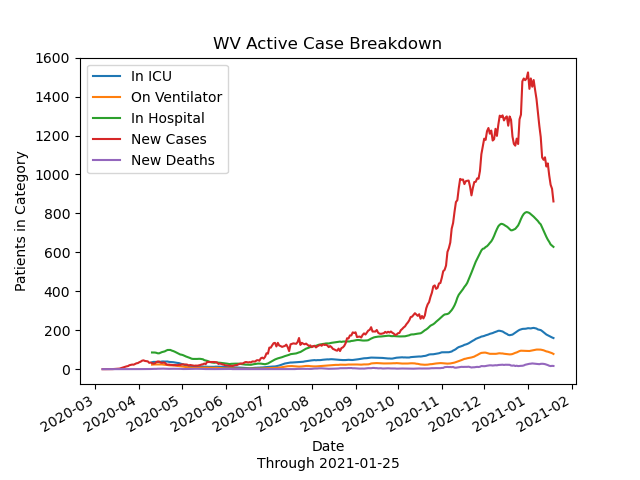 WV Active Case Breakdown
1600
1400
1200
1000
800
600
400
200
0
Patients in Category
In ICU
On Ventilator
In Hospital
New Cases
New Deaths
2020-03
2020-04
2020-05
2020-06
2020-07
2020-08
2020-09
2020-10
2020-11
2020-12
2021-01
2021-02
Date
Through 2021-01-25